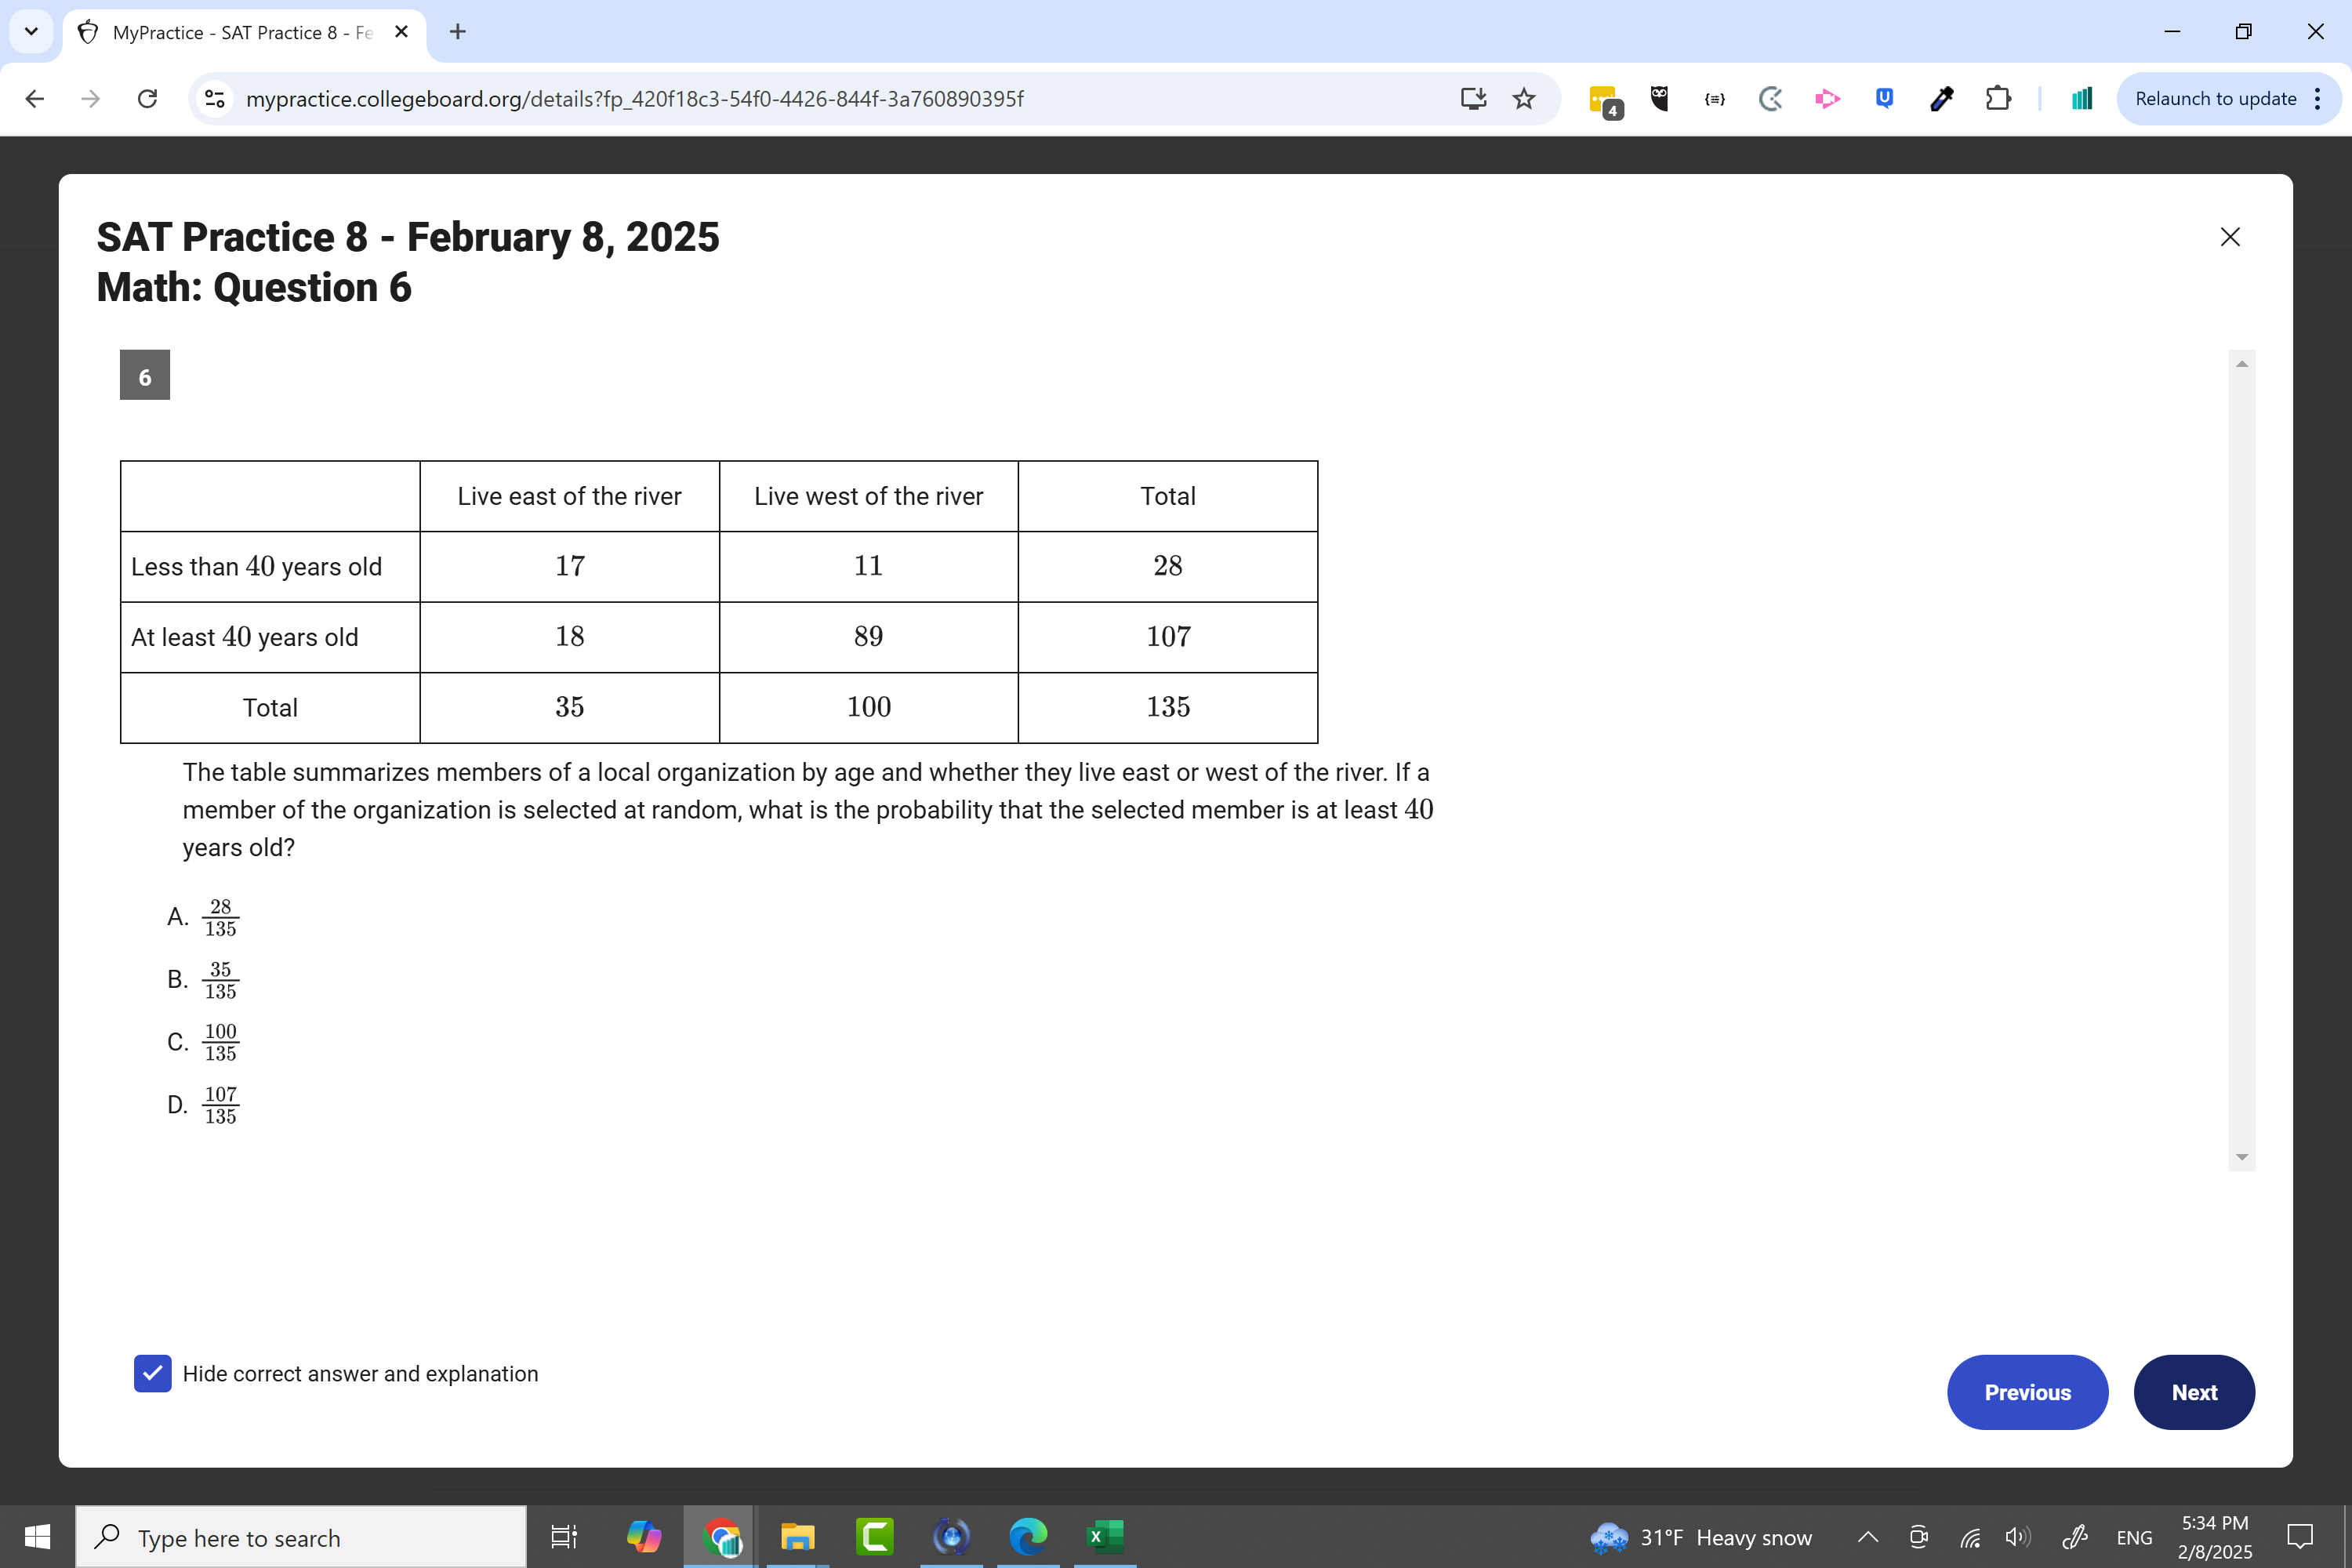 MyPractice - SAT Practice 8 - Fe
mypractice.collegeboard.org/details?fp_420f18c3-54f0-4426-844f-3a760890395f
4
Relaunch to update
SAT Practice 8 - February 8, 2025
Math: Question 6
6
Live east of the river Live west of the river Total
Less than 40 years old 17 11 28
At least 40 years old 18 89 107
Total 35 100 135
The table summarizes members of a local organization by age and whether they live east or west of the river. If a
member of the organization is selected at random, what is the probability that the selected member is at least 40
years old?
A. 28/135
B. 35/135
C. 100/135
D. 107/135
Hide correct answer and explanation
Previous
Next
Type here to search
31°F Heavy snow
ENG
5:34 PM
2/8/2025